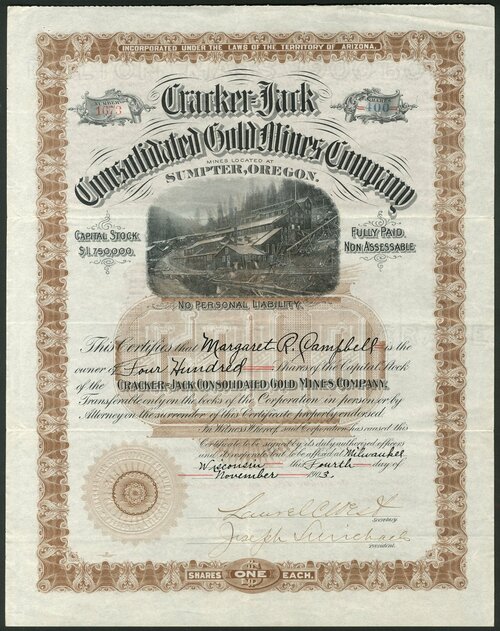 INCORPORATED UNDER THE LAWS OF THE TERRITORY OF ARIZONA.
NUMBER
1673
SHARES
400
Cracker-Jack
Consolidated Gold Mines Company
MINES LOCATED AT
SUMPTER, OREGON.
CAPITAL STOCK
$1,750,000.
FULLY PAID
NON ASSESSABLE
NO PERSONAL LIABILITY.
This Certifies that Margaret R. Campbell is the
owner of Four Hundred Shares of the Capital Stock
of the CRACKER-JACK CONSOLIDATED GOLD MINES COMPANY,
Transferable only on the books of the Corporation in person or by
Attorney on the surrender of this Certificate properly endorsed.
In Witness Whereof, said Corporation has caused this
Certificate to be signed by its duly authorized officers
and its corporate seal to be affixed at Milwaukee,
Wisconsin this Fourth day of
November 1903.
Secretary.
Joseph
President.
SHARES ONE EACH.